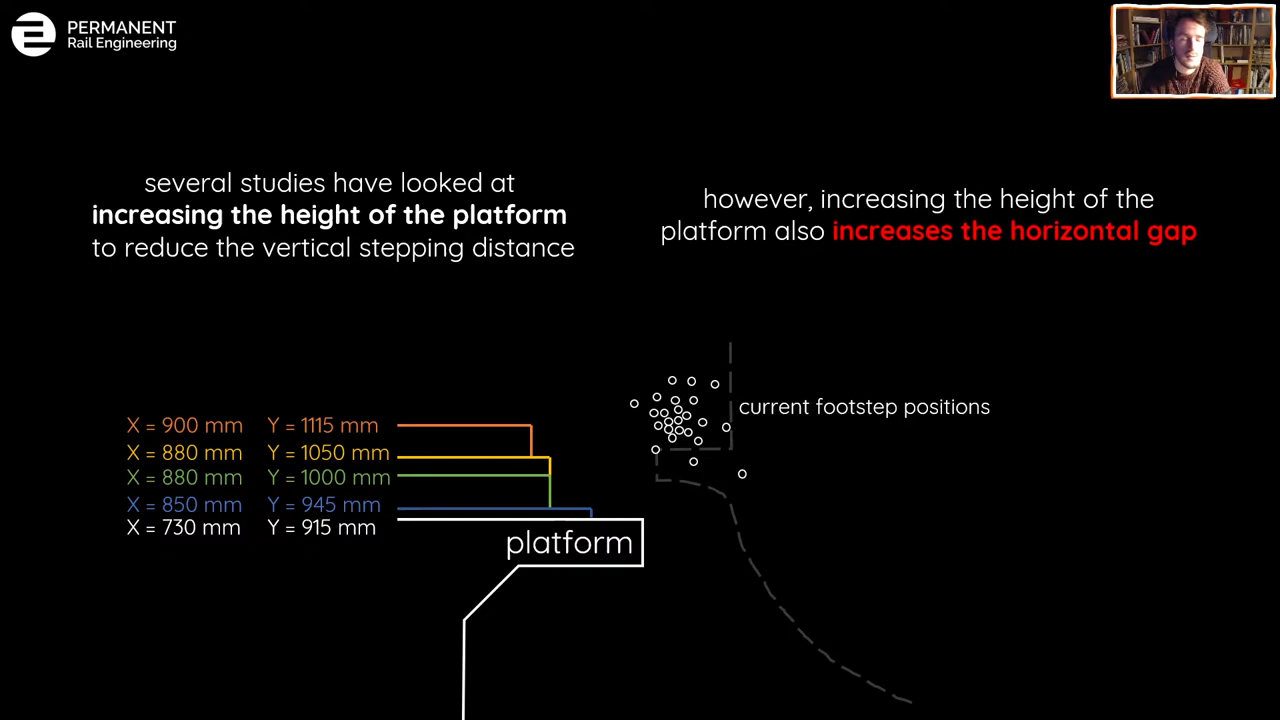 PERMANENT
Rail Engineering
several studies have looked at
increasing the height of the platform
to reduce the vertical stepping distance
however, increasing the height of the
platform also increases the horizontal gap
current footstep positions
X = 900 mm Y = 1115 mm
X = 880 mm Y = 1050 mm
X = 880 mm Y = 1000 mm
X = 850 mm Y = 945 mm
X = 730 mm Y = 915 mm
platform